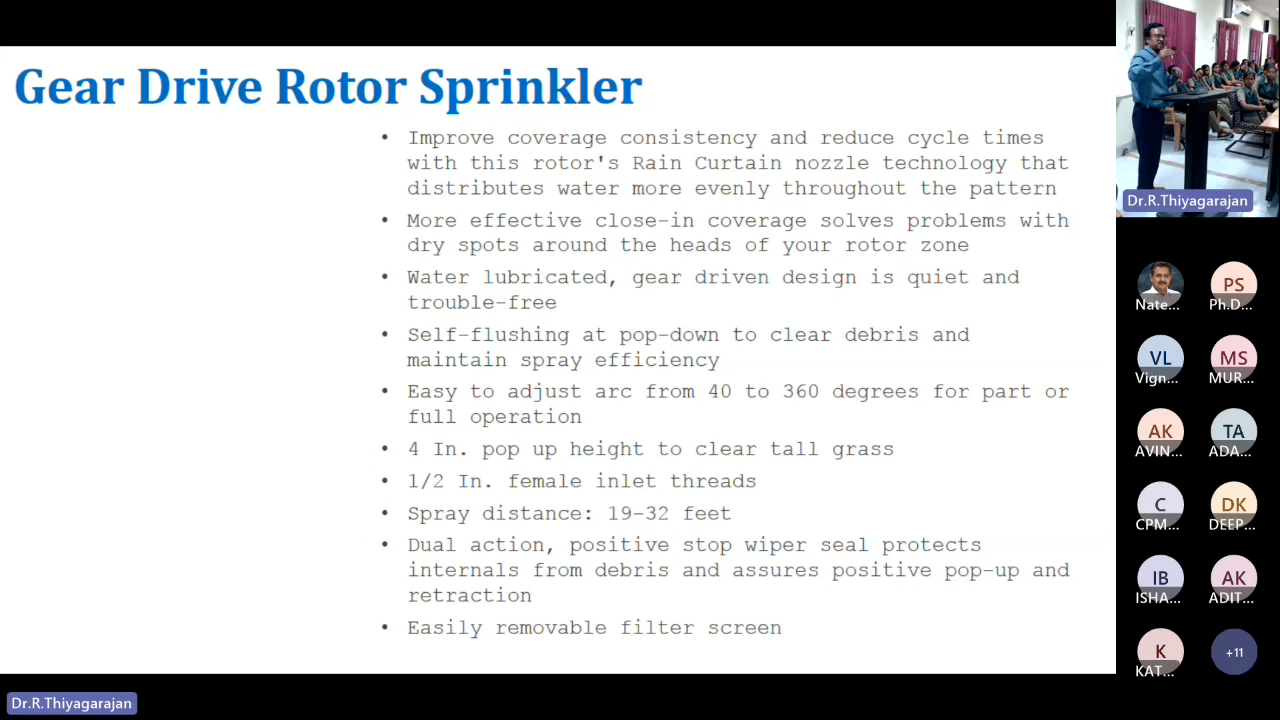 Gear Drive Rotor Sprinkler
• Improve coverage consistency and reduce cycle times
with this rotor's Rain Curtain nozzle technology that
distributes water more evenly throughout the pattern
• More effective close-in coverage solves problems with
dry spots around the heads of your rotor zone
• Water lubricated, gear driven design is quiet and
trouble-free
• Self-flushing at pop-down to clear debris and
maintain spray efficiency
• Easy to adjust arc from 40 to 360 degrees for part or
full operation
• 4 In. pop up height to clear tall grass
• 1/2 In. female inlet threads
• Spray distance: 19-32 feet
• Dual action, positive stop wiper seal protects
internals from debris and assures positive pop-up and
retraction
• Easily removable filter screen
Dr.R.Thiyagarajan
Nate...
PS
Ph.D...
VL
Vign...
MS
MUR...
AK
AVIN...
TA
ADA...
C
CPM...
DK
DEEP...
IB
ISHA...
AK
ADIT...
K
KAT...
+11
Dr.R.Thiyagarajan